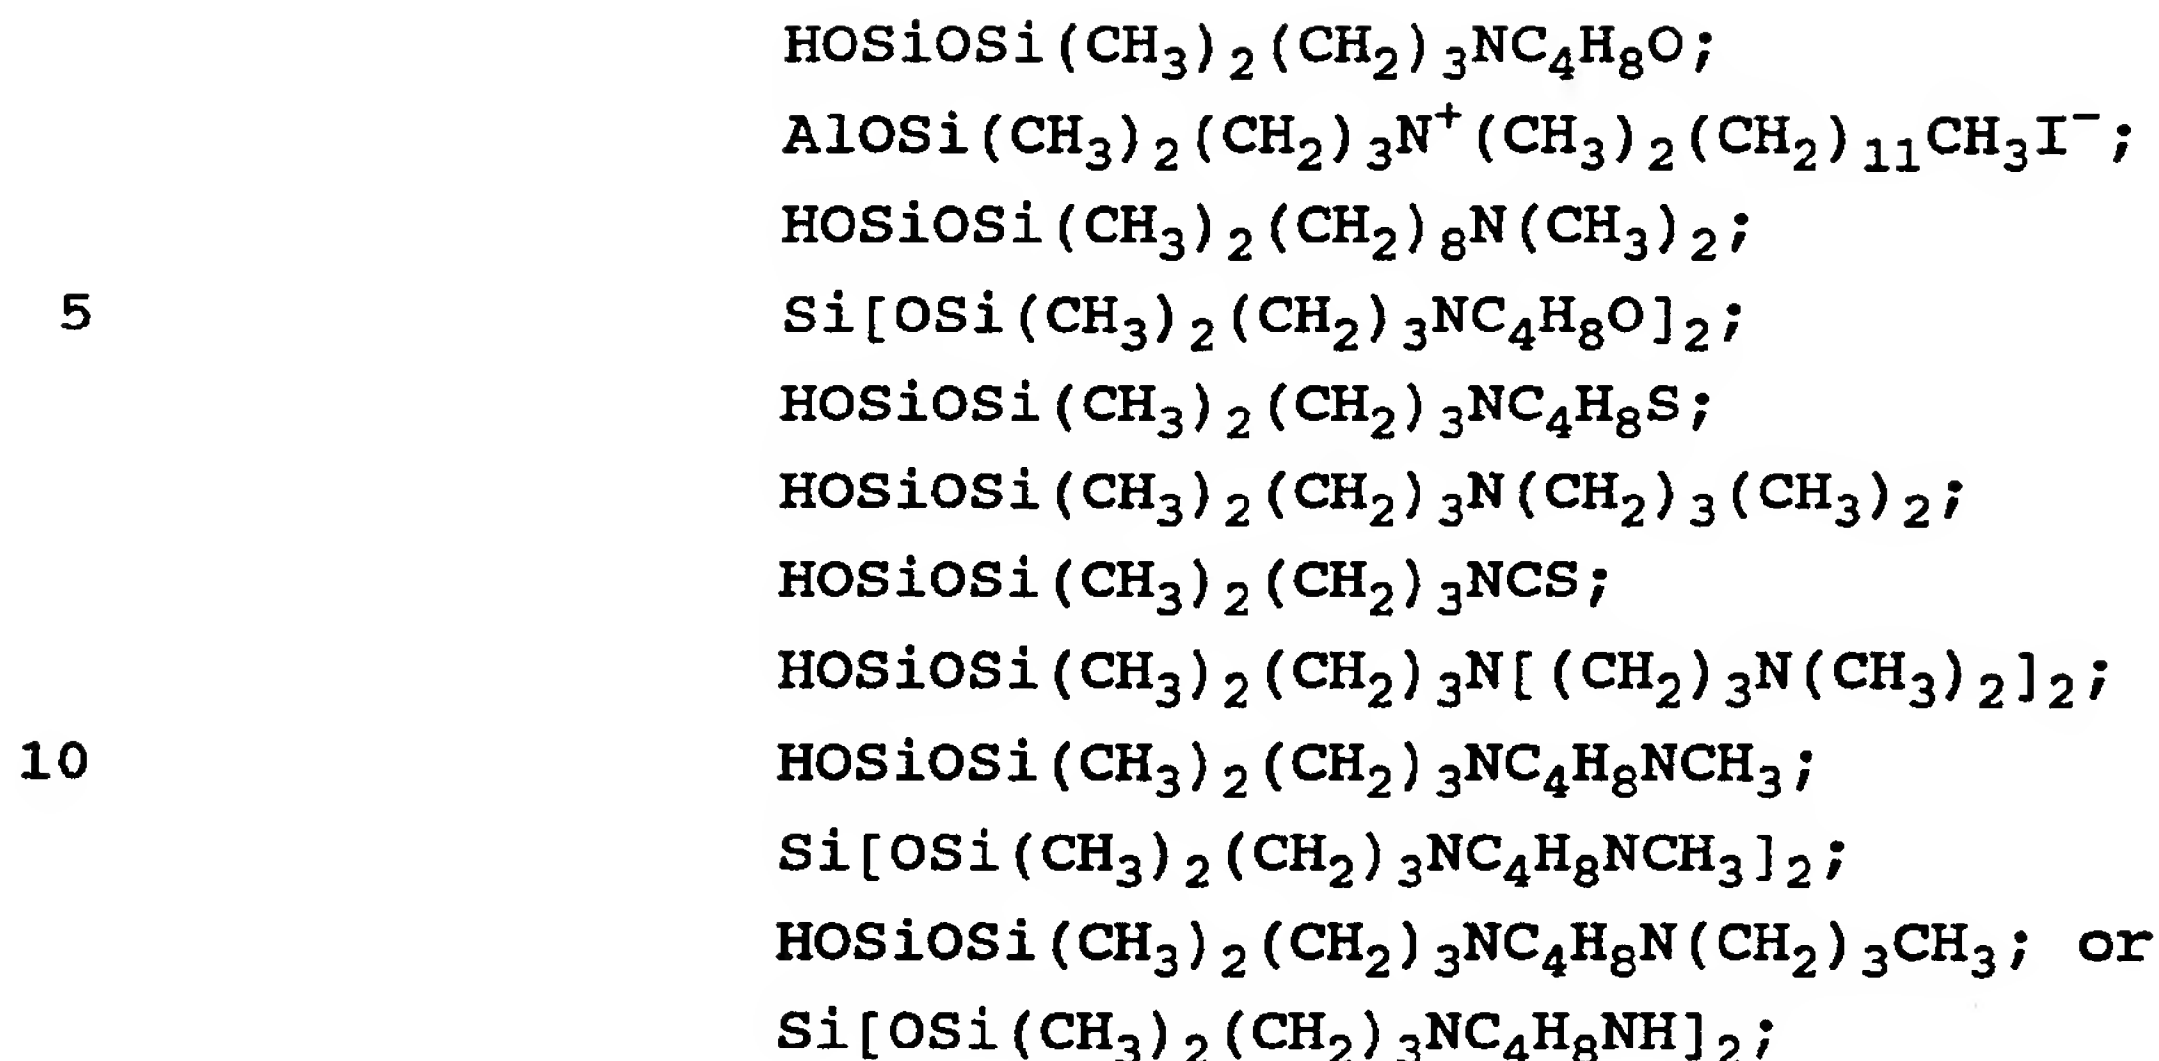 HOSiOSi(CH₃)₂(CH₂)₃NC₄H₈O;
AlOSi(CH₃)₂(CH₂)₃N⁺(CH₃)₂(CH₂)₁₁CH₃I⁻;
HOSiOSi(CH₃)₂(CH₂)₈N(CH₃)₂;
5 Si[OSi(CH₃)₂(CH₂)₃NC₄H₈O]₂;
HOSiOSi(CH₃)₂(CH₂)₃NC₄H₈S;
HOSiOSi(CH₃)₂(CH₂)₃N(CH₂)₃(CH₃)₂;
HOSiOSi(CH₃)₂(CH₂)₃NCS;
HOSiOSi(CH₃)₂(CH₂)₃N[(CH₂)₃N(CH₃)₂]₂;
10 HOSiOSi(CH₃)₂(CH₂)₃NC₄H₈NCH₃;
Si[OSi(CH₃)₂(CH₂)₃NC₄H₈NCH₃]₂;
HOSiOSi(CH₃)₂(CH₂)₃NC₄H₈N(CH₂)₃CH₃; or
Si[OSi(CH₃)₂(CH₂)₃NC₄H₈NH]₂;